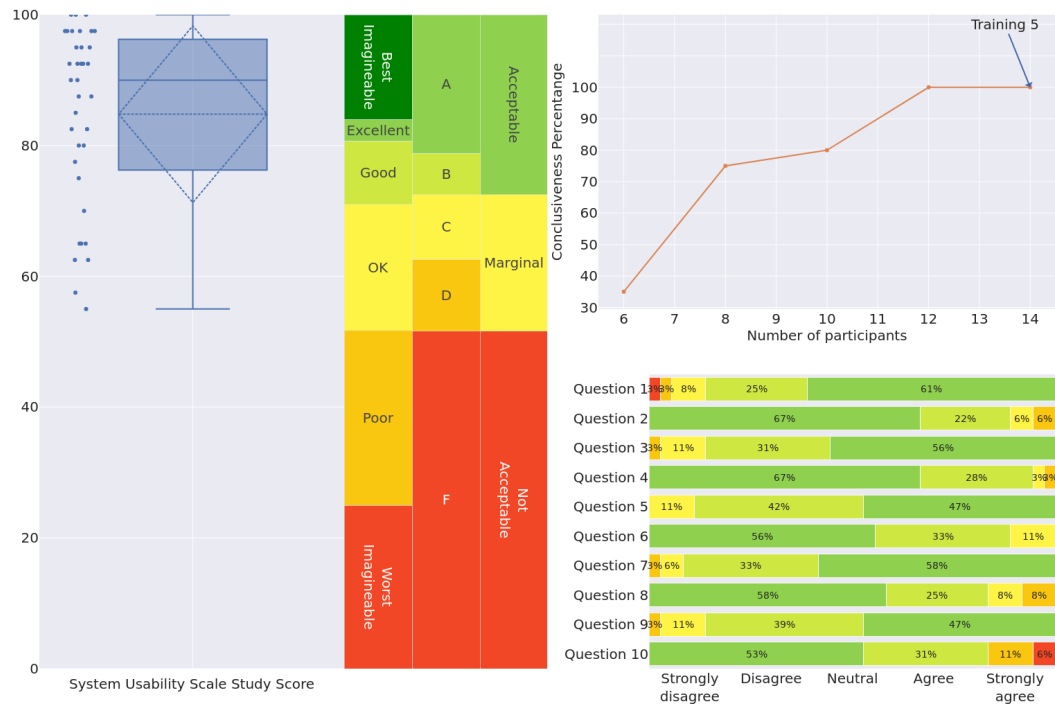 100
80
60
40
20
0
System Usability Scale Study Score
Best
Imagineable
Excellent
Good
OK
Poor
Worst
Imagineable
A
B
C
D
F
Acceptable
Marginal
Not
Acceptable
Training 5
Conclusiveness Percentange
100
90
80
70
60
50
40
30
6 7 8 9 10 11 12 13 14
Number of participants
Question 1 3% 3% 8% 25% 61%
Question 2 67% 22% 6% 6%
Question 3 3% 11% 31% 56%
Question 4 67% 28% 3% 3%
Question 5 11% 42% 47%
Question 6 56% 33% 11%
Question 7 3% 6% 33% 58%
Question 8 58% 25% 8% 8%
Question 9 3% 11% 39% 47%
Question 10 53% 31% 11% 6%
Strongly disagree Disagree Neutral Agree Strongly agree